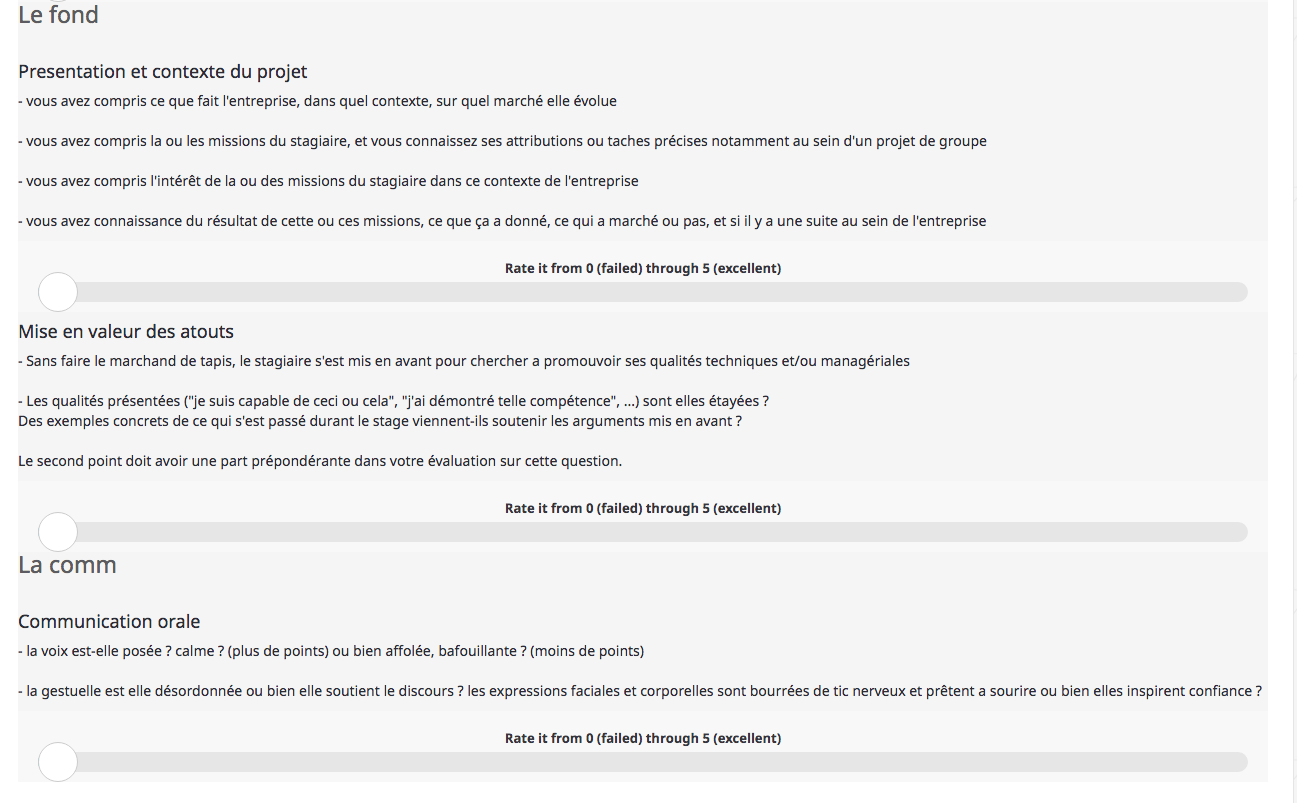 Le fond
Presentation et contexte du projet
- vous avez compris ce que fait l'entreprise, dans quel contexte, sur quel marché elle évolue
- vous avez compris la ou les missions du stagiaire, et vous connaissez ses attributions ou taches précises notamment au sein d'un projet de groupe
- vous avez compris l'intérêt de la ou des missions du stagiaire dans ce contexte de l'entreprise
- vous avez connaissance du résultat de cette ou ces missions, ce que ça a donné, ce qui a marché ou pas, et si il y a une suite au sein de l'entreprise
Rate it from 0 (failed) through 5 (excellent)
Mise en valeur des atouts
- Sans faire le marchand de tapis, le stagiaire s'est mis en avant pour chercher a promouvoir ses qualités techniques et/ou managériales
- Les qualités présentées ("je suis capable de ceci ou cela", "j'ai démontré telle compétence", ...) sont elles étayées ?
Des exemples concrets de ce qui s'est passé durant le stage viennent-ils soutenir les arguments mis en avant ?
Le second point doit avoir une part prépondérante dans votre évaluation sur cette question.
Rate it from 0 (failed) through 5 (excellent)
La comm
Communication orale
- la voix est-elle posée ? calme ? (plus de points) ou bien affolée, bafouillante ? (moins de points)
- la gestuelle est elle désordonnée ou bien elle soutient le discours ? les expressions faciales et corporelles sont bourrées de tic nerveux et prêtent a sourire ou bien elles inspirent confiance ?
Rate it from 0 (failed) through 5 (excellent)